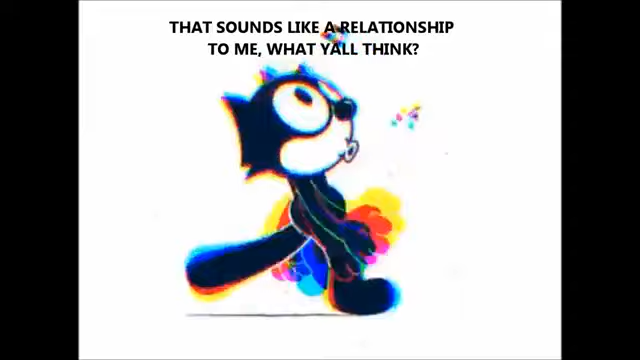 THAT SOUNDS LIKE A RELATIONSHIP
TO ME, WHAT YALL THINK?